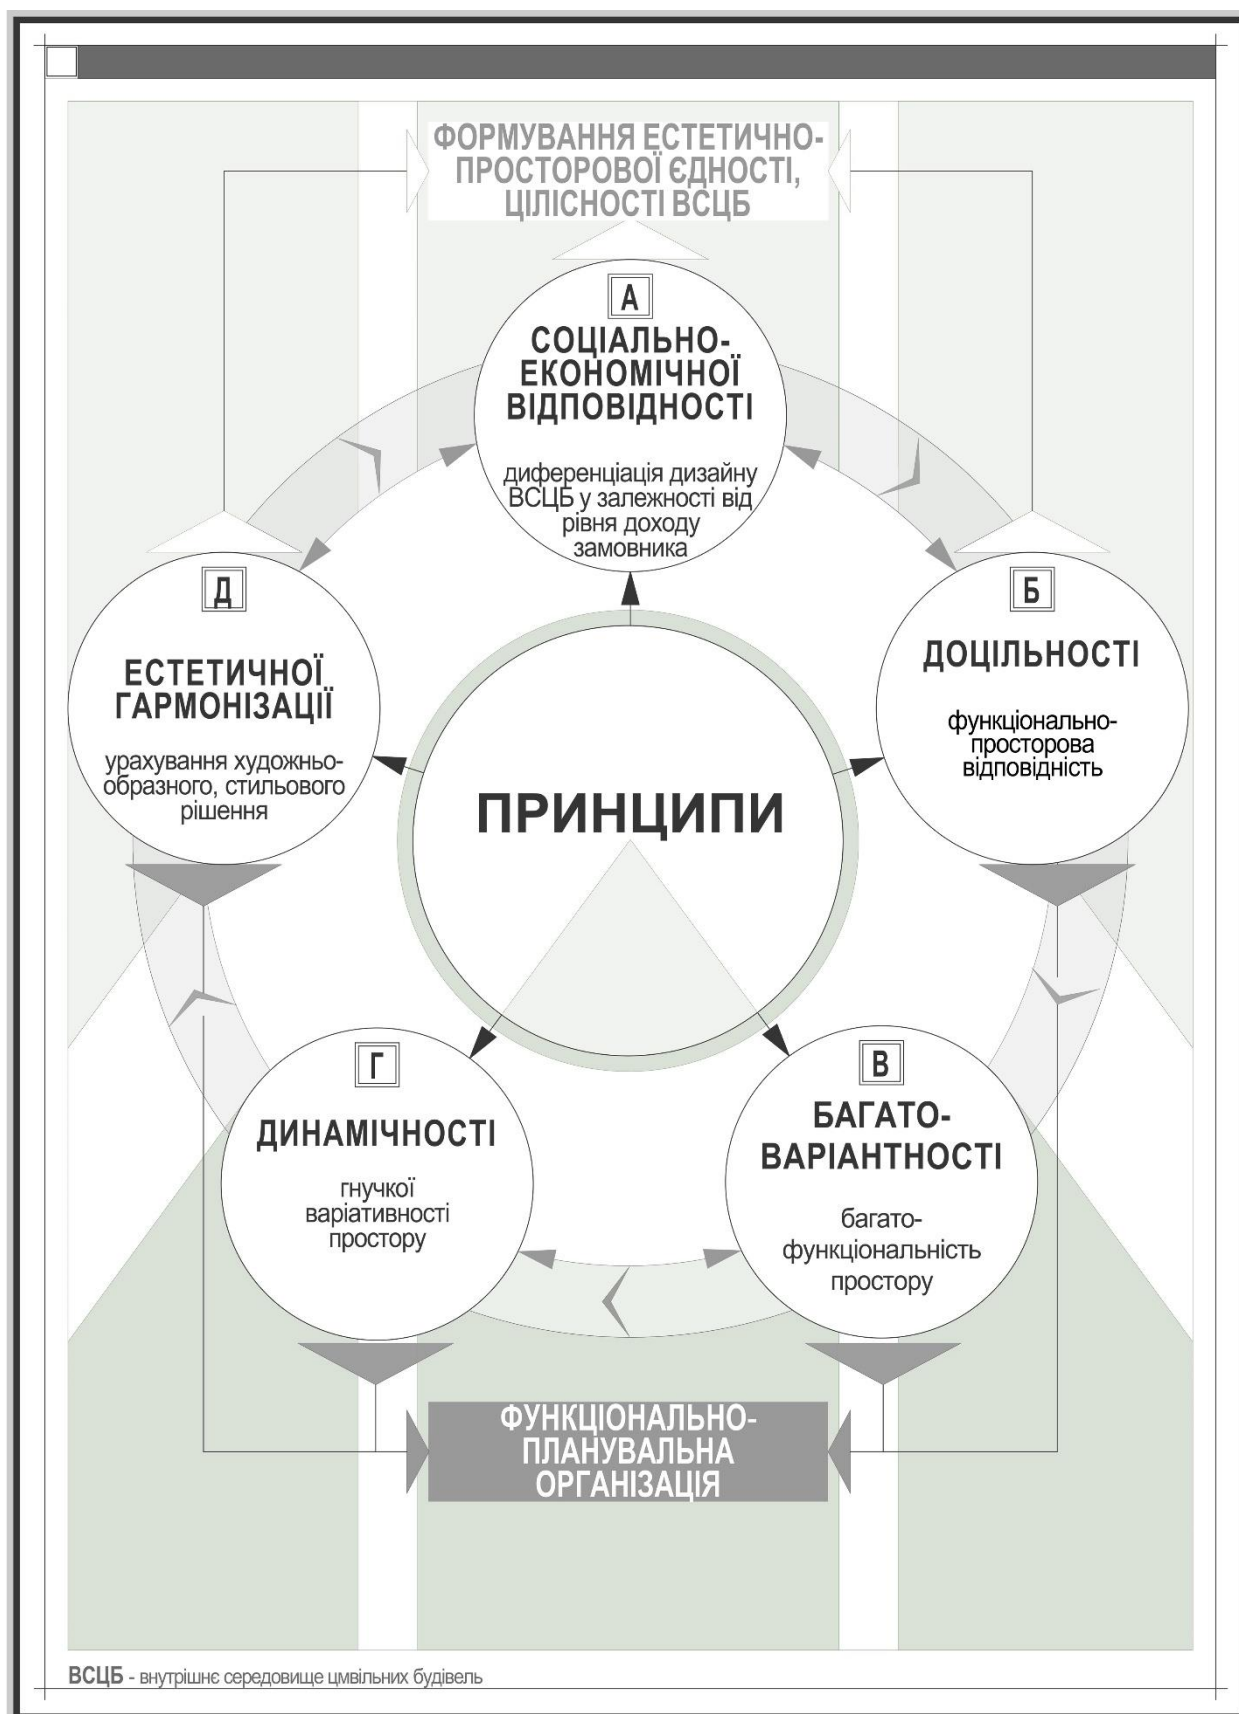 ФОРМУВАННЯ ЕСТЕТИЧНО-
ПРОСТОРОВОЇ ЄДНОСТІ,
ЦІЛІСНОСТІ ВСЦБ
А
СОЦІАЛЬНО-
ЕКОНОМІЧНОЇ
ВІДПОВІДНОСТІ
диференціація дизайну
ВСЦБ у залежності від
рівня доходу
замовника
Д
ЕСТЕТИЧНОЇ
ГАРМОНІЗАЦІЇ
урахування художньо-
образного, стильового
рішення
Б
ДОЦІЛЬНОСТІ
функціонально-
просторова
відповідність
ПРИНЦИПИ
Г
ДИНАМІЧНОСТІ
гнучкої
варіативності
простору
В
БАГАТО-
ВАРІАНТНОСТІ
багато-
функціональність
простору
ФУНКЦІОНАЛЬНО-
ПЛАНУВАЛЬНА
ОРГАНІЗАЦІЯ
ВСЦБ - внутрішнє середовище цмвільних будівель